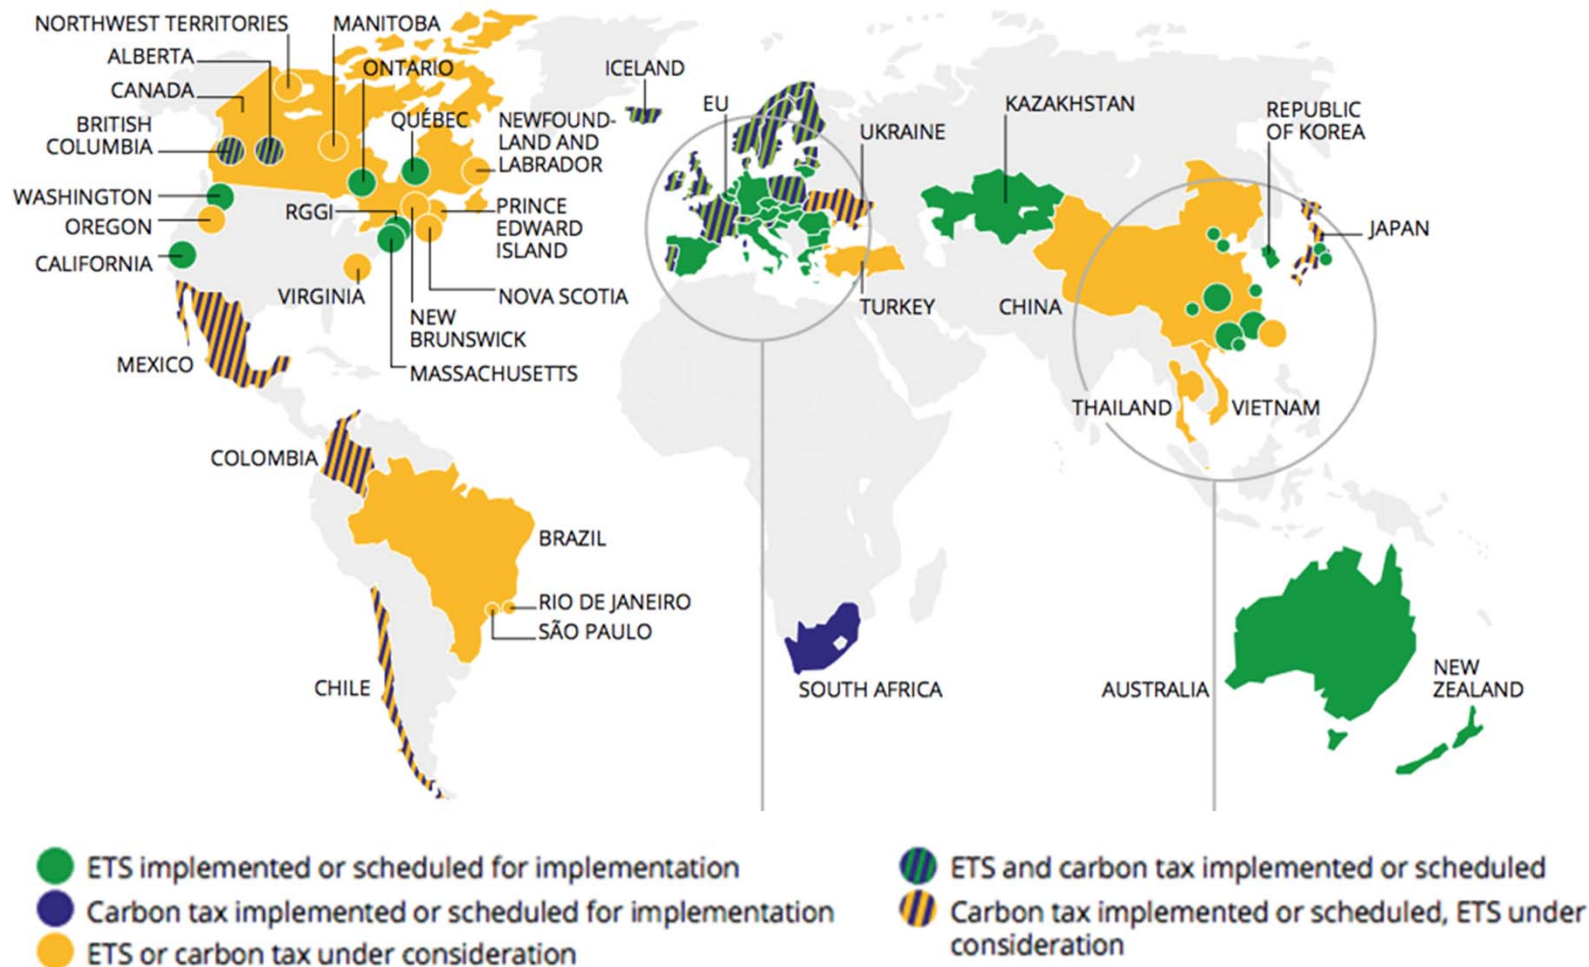 NORTHWEST TERRITORIES
MANITOBA
ALBERTA
ONTARIO
CANADA
BRITISH
COLUMBIA
QUÉBEC
NEWFOUND-
LAND AND
LABRADOR
WASHINGTON
OREGON
RGGI
PRINCE
EDWARD
ISLAND
CALIFORNIA
VIRGINIA
NOVA SCOTIA
NEW
BRUNSWICK
MASSACHUSETTS
MEXICO
COLOMBIA
BRAZIL
RIO DE JANEIRO
SÃO PAULO
CHILE
ICELAND
EU
UKRAINE
TURKEY
KAZAKHSTAN
REPUBLIC
OF KOREA
JAPAN
CHINA
THAILAND
VIETNAM
SOUTH AFRICA
AUSTRALIA
NEW
ZEALAND
ETS implemented or scheduled for implementation
Carbon tax implemented or scheduled for implementation
ETS or carbon tax under consideration
ETS and carbon tax implemented or scheduled
Carbon tax implemented or scheduled, ETS under
consideration